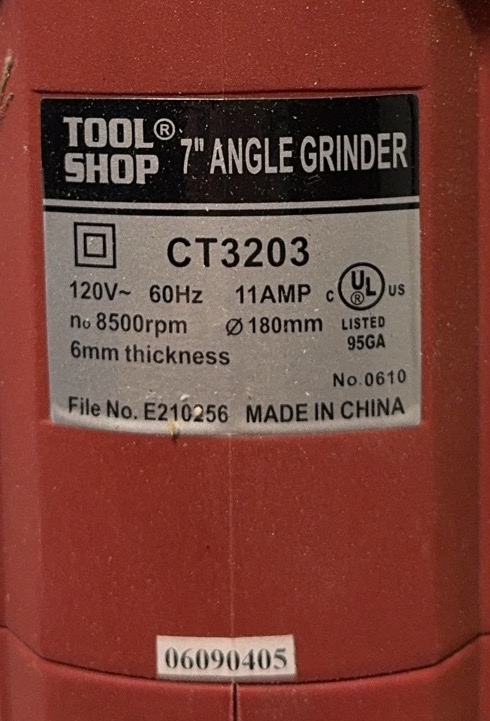 TOOL® SHOP 7" ANGLE GRINDER
CT3203
120V~ 60Hz 11AMP c UL® US
n₀ 8500rpm Ø180mm LISTED
95GA
6mm thickness
No.0610
File No. E210256 MADE IN CHINA
06090405